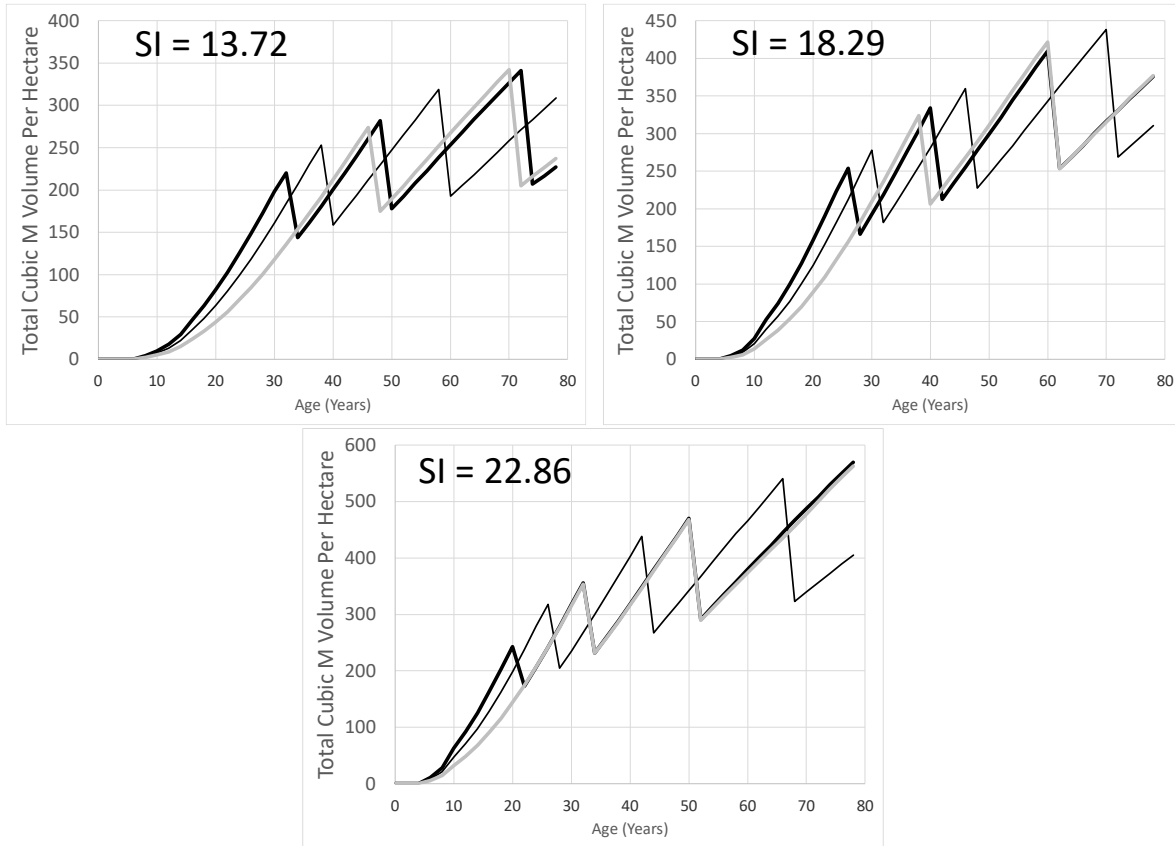 SI = 13.72
Total Cubic M Volume Per Hectare
400
350
300
250
200
150
100
50
0
0 10 20 30 40 50 60 70 80
Age (Years)
SI = 18.29
Total Cubic M Volume Per Hectare
450
400
350
300
250
200
150
100
50
0
0 10 20 30 40 50 60 70 80
Age (Years)
SI = 22.86
Total Cubic M Volume Per Hectare
600
500
400
300
200
100
0
0 10 20 30 40 50 60 70 80
Age (Years)